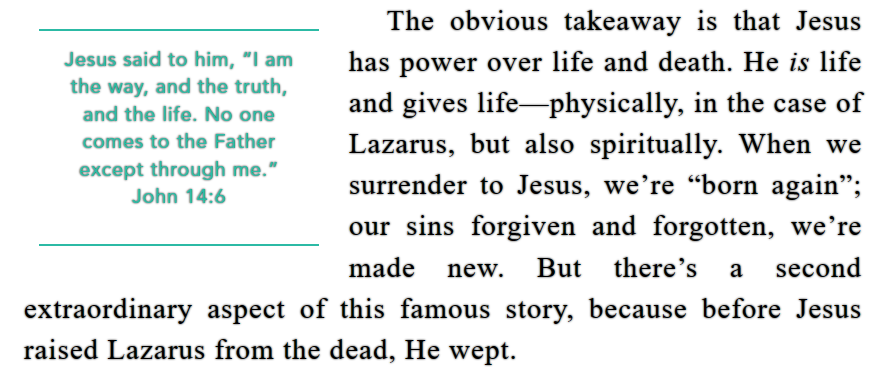 Jesus said to him, "I am
the way, and the truth,
and the life. No one
comes to the Father
except through me."
John 14:6
The obvious takeaway is that Jesus
has power over life and death. He is life
and gives life—physically, in the case of
Lazarus, but also spiritually. When we
surrender to Jesus, we're “born again”;
our sins forgiven and forgotten, we're
made new. But there's a second
extraordinary aspect of this famous story, because before Jesus
raised Lazarus from the dead, He wept.